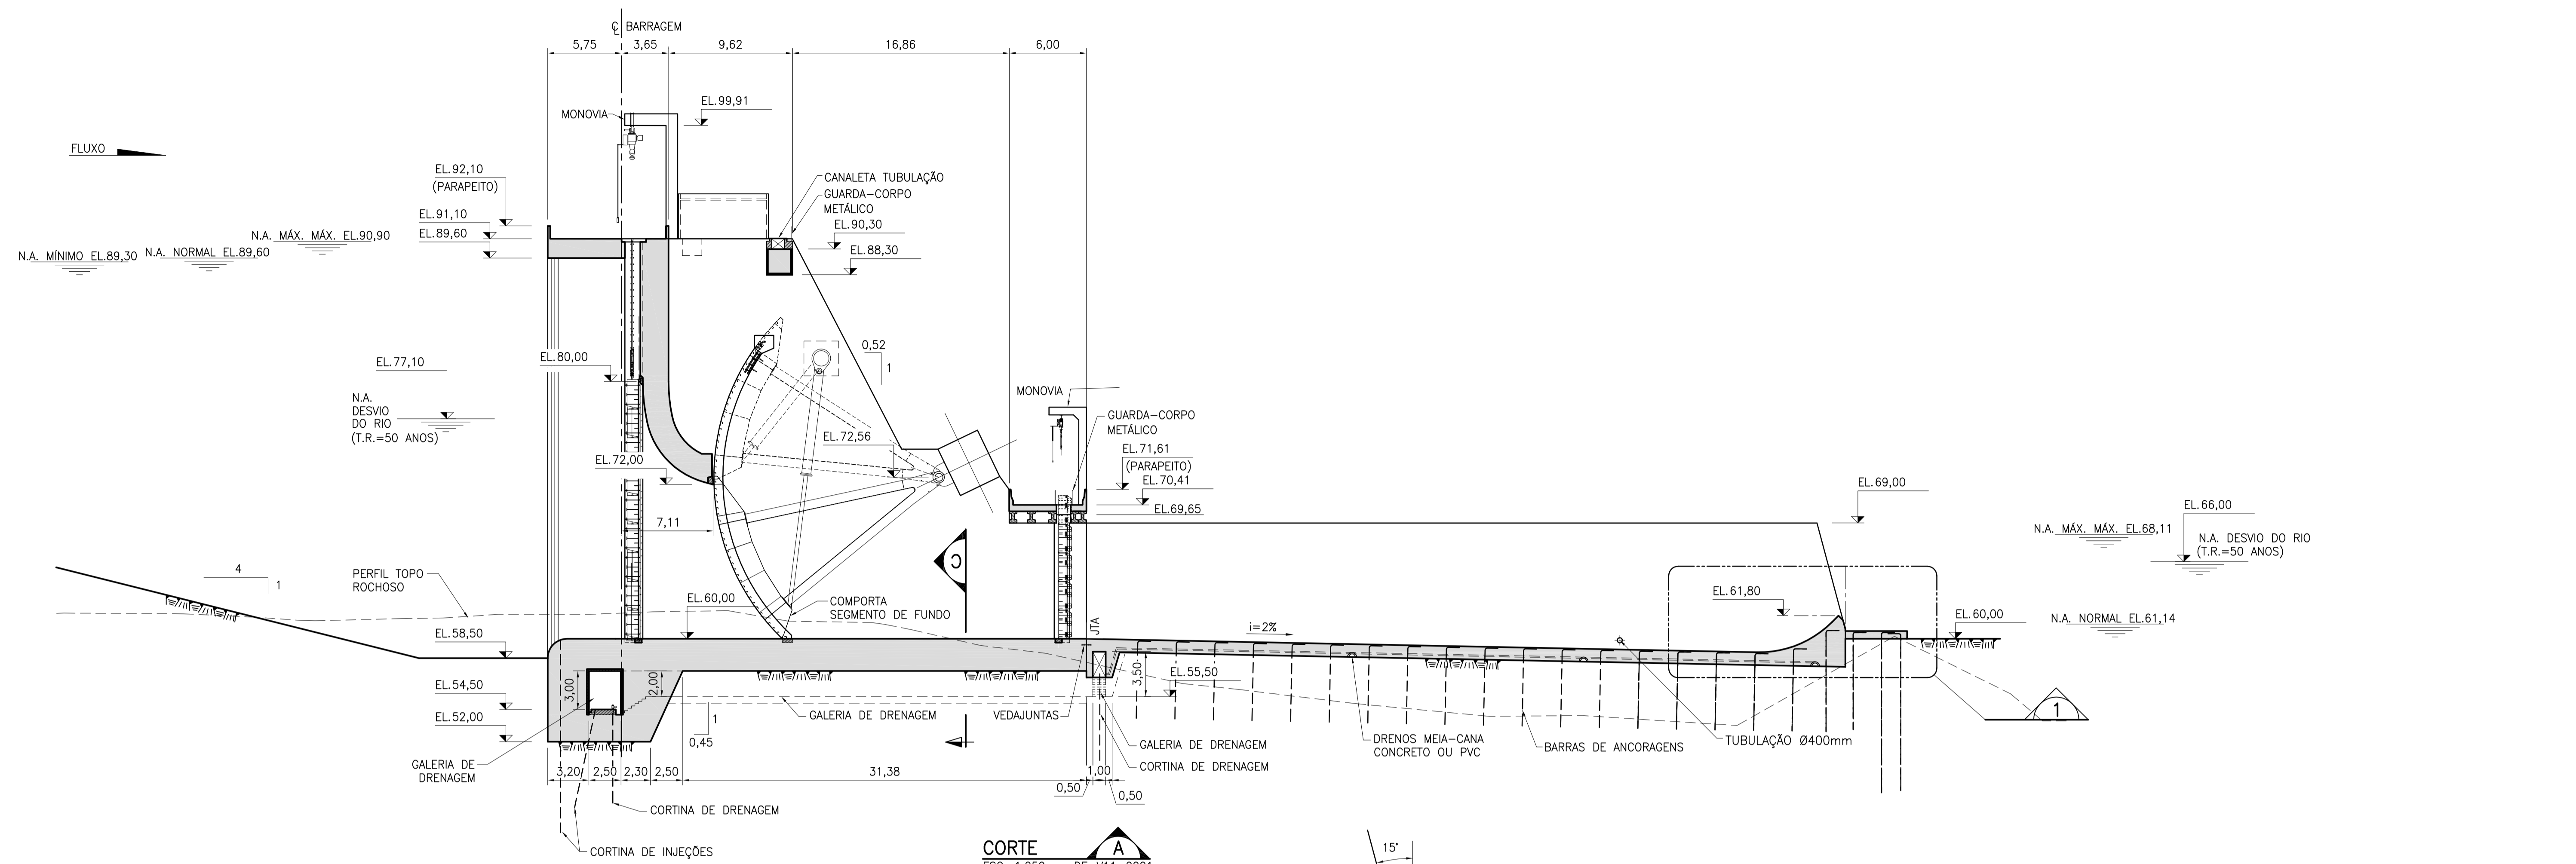 ℄ BARRAGEM
5,75
3,65
9,62
16,86
6,00
MONOVIA
EL.99,91
FLUXO
EL.92,10
(PARAPEITO)
CANALETA TUBULAÇÃO
GUARDA-CORPO
METÁLICO
EL.91,10
EL.89,60
EL.90,30
EL.88,30
N.A. MÁX. MÁX. EL.90,90
N.A. NORMAL EL.89,60
N.A. MÍNIMO EL.89,30
EL.80,00
EL.77,10
N.A.
DESVIO
DO RIO
(T.R.=50 ANOS)
0,52
1
MONOVIA
GUARDA-CORPO
METÁLICO
EL.72,56
EL.72,00
EL.71,61
(PARAPEITO)
EL.70,41
EL.69,65
EL.69,00
7,11
EL.66,00
N.A. MÁX. MÁX. EL.68,11
N.A. DESVIO DO RIO
(T.R.=50 ANOS)
C
4
1
PERFIL TOPO
ROCHOSO
EL.60,00
COMPORTA
SEGMENTO DE FUNDO
JTA
i=2%
EL.61,80
EL.60,00
N.A. NORMAL EL.61,14
EL.58,50
EL.54,50
EL.52,00
3,00
2,00
3,50
EL.55,50
1
0,45
GALERIA DE DRENAGEM
VEDAJUNTAS
1
GALERIA DE DRENAGEM
CORTINA DE DRENAGEM
DRENOS MEIA-CANA
CONCRETO OU PVC
BARRAS DE ANCORAGENS
TUBULAÇÃO Ø400mm
GALERIA DE
DRENAGEM
3,20
2,50
2,30
2,50
31,38
1,00
0,50
0,50
CORTINA DE DRENAGEM
CORTINA DE INJEÇÕES
CORTE
A
15°